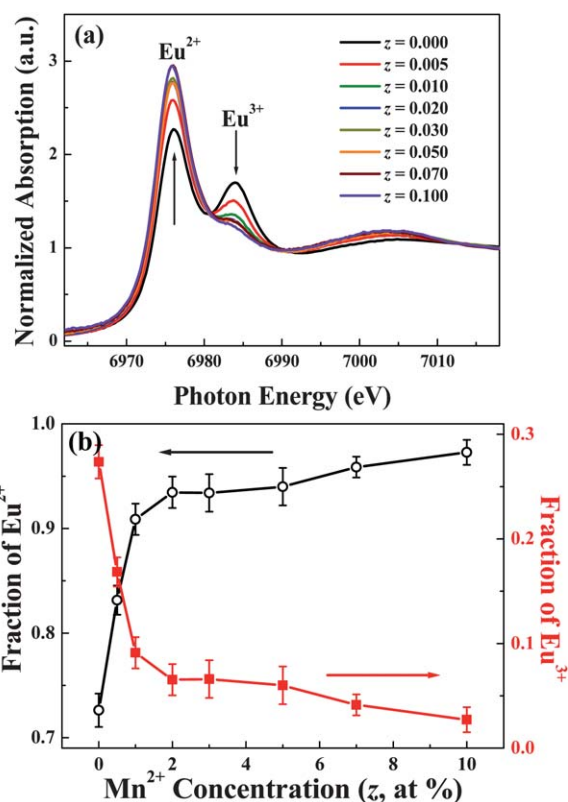 (a)
Eu²⁺
Eu³⁺
z = 0.000
z = 0.005
z = 0.010
z = 0.020
z = 0.030
z = 0.050
z = 0.070
z = 0.100
3
2
1
0
Normalized Absorption (a.u.)
6970 6980 6990 7000 7010
Photon Energy (eV)
(b)
1.0
0.9
0.8
0.7
Fraction of Eu²⁺
0.3
0.2
0.1
0.0
Fraction of Eu³⁺
0 2 4 6 8 10
Mn²⁺ Concentration (z, at %)